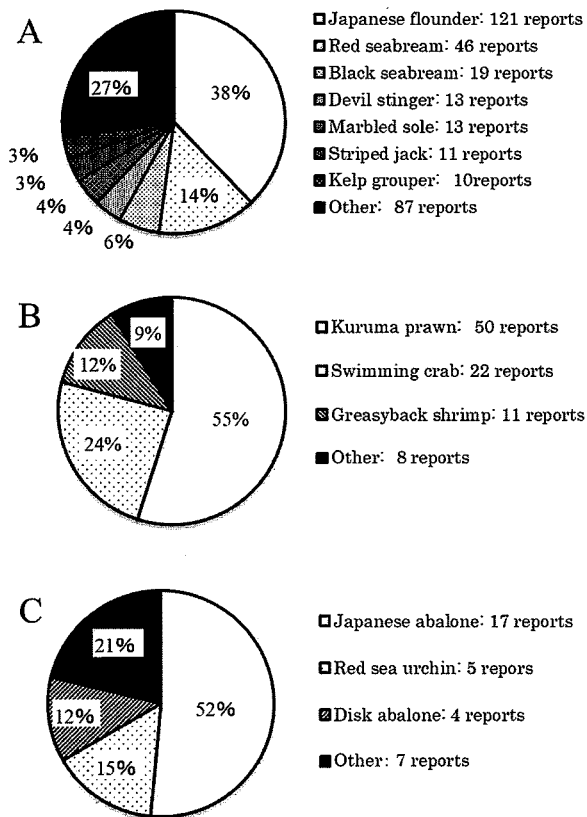 A
38%
14%
6%
4%
4%
3%
3%
27%
Japanese flounder: 121 reports
Red seabream: 46 reports
Black seabream: 19 reports
Devil stinger: 13 reports
Marbled sole: 13 reports
Striped jack: 11 reports
Kelp grouper: 10reports
Other: 87 reports
B
55%
24%
12%
9%
Kuruma prawn: 50 reports
Swimming crab: 22 reports
Greasyback shrimp: 11 reports
Other: 8 reports
C
52%
15%
12%
21%
Japanese abalone: 17 reports
Red sea urchin: 5 repors
Disk abalone: 4 reports
Other: 7 reports